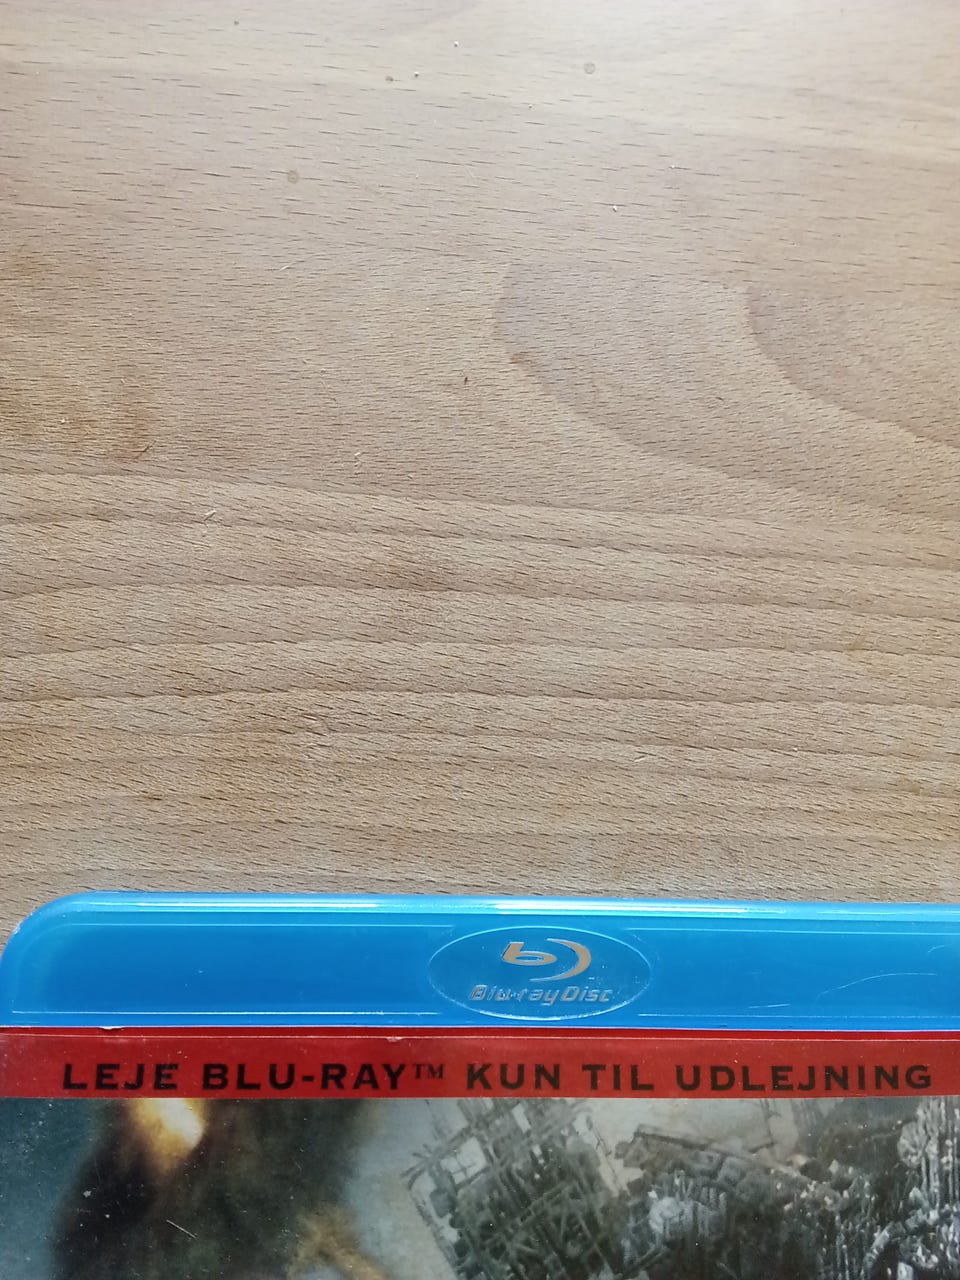 Blu-ray Disc
LEJE BLU-RAY™ KUN TIL UDLEJNING